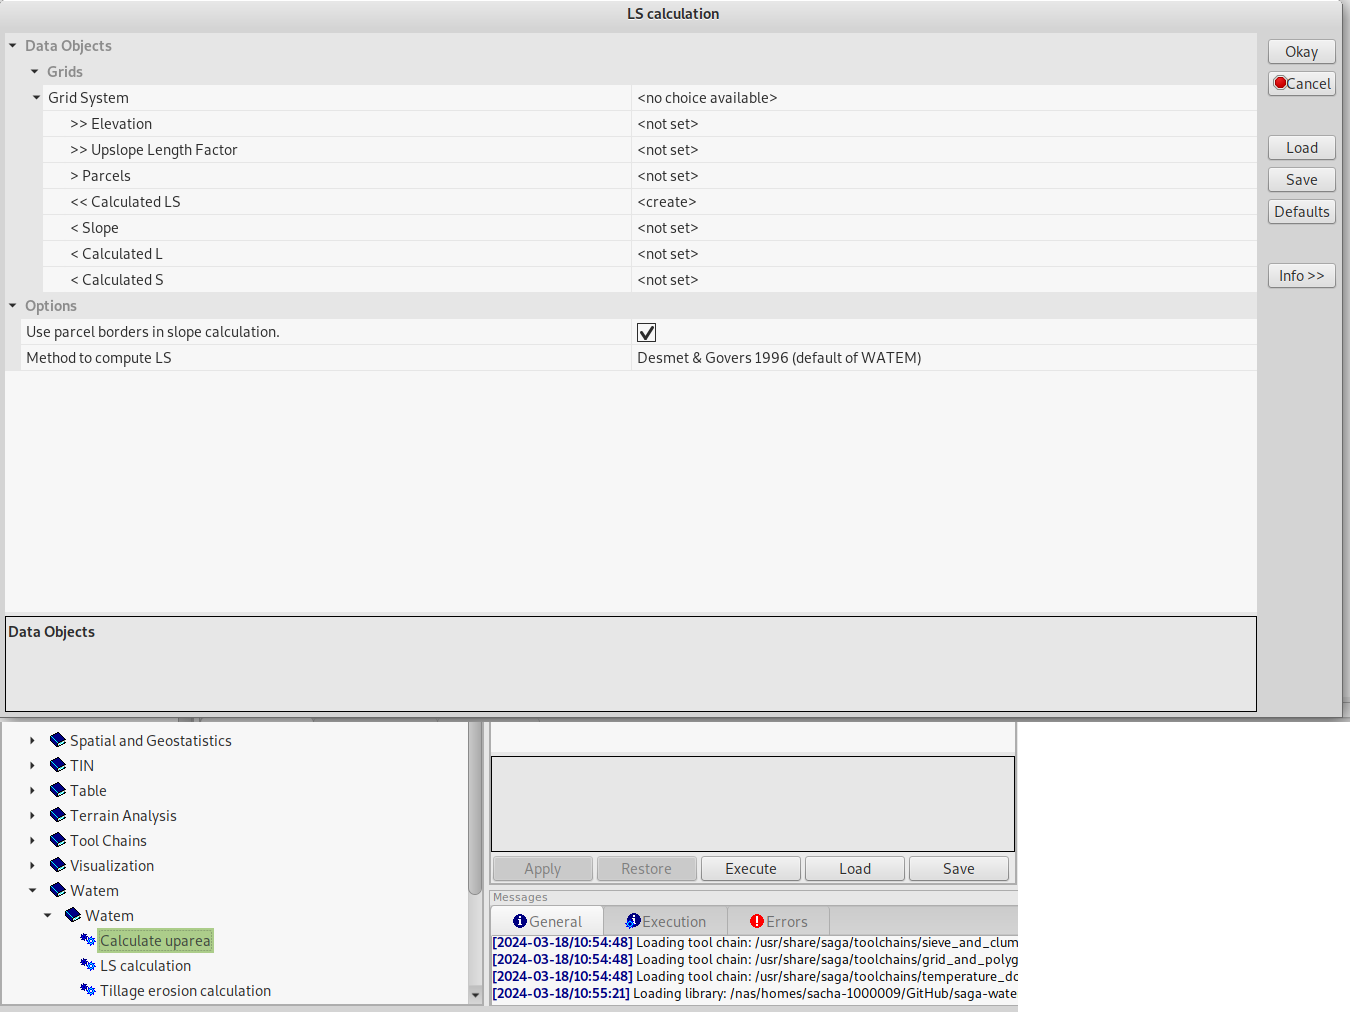 LS calculation
Data Objects
Grids
Grid System <no choice available>
>> Elevation <not set>
>> Upslope Length Factor <not set>
> Parcels <not set>
<< Calculated LS <create>
< Slope <not set>
< Calculated L <not set>
< Calculated S <not set>
Options
Use parcel borders in slope calculation.
Method to compute LS Desmet & Govers 1996 (default of WATEM)
Okay
Cancel
Load
Save
Defaults
Info >>
Data Objects
Spatial and Geostatistics
TIN
Table
Terrain Analysis
Tool Chains
Visualization
Watem
Watem
Calculate uparea
LS calculation
Tillage erosion calculation
Apply Restore Execute Load Save
Messages
General Execution Errors
[2024-03-18/10:54:48] Loading tool chain: /usr/share/saga/toolchains/sieve_and_clum
[2024-03-18/10:54:48] Loading tool chain: /usr/share/saga/toolchains/grid_and_polyg
[2024-03-18/10:54:48] Loading tool chain: /usr/share/saga/toolchains/temperature_do
[2024-03-18/10:55:21] Loading library: /nas/homes/sacha-1000009/GitHub/saga-wate